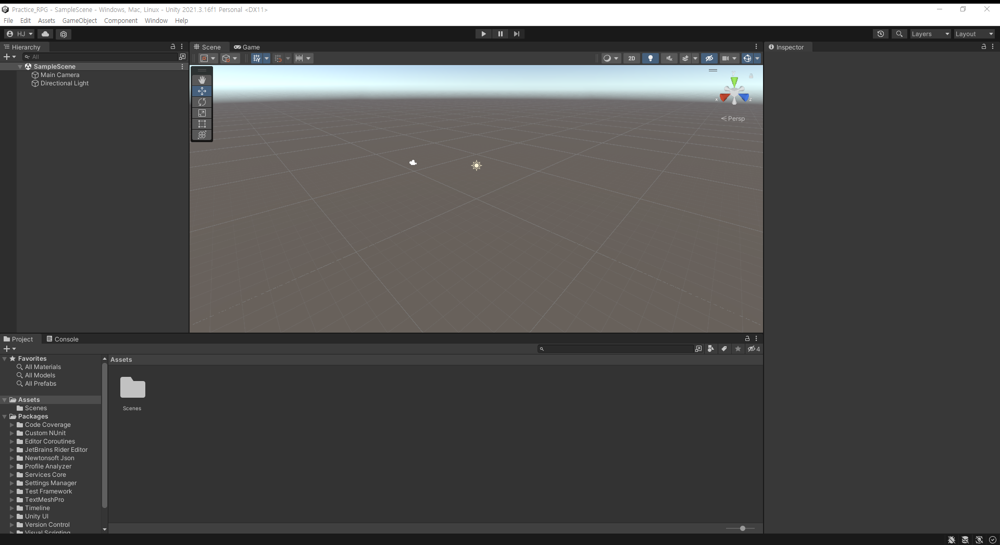 Practice_RPG - SampleScene - Windows, Mac, Linux - Unity 2021.3.16f1 Personal <DX11>
File Edit Assets GameObject Component Window Help
HJ
Layers
Layout
Hierarchy
All
SampleScene
Main Camera
Directional Light
Scene
Game
2D
y
x
z
Persp
Inspector
Project
Console
4
Favorites
All Materials
All Models
All Prefabs
Assets
Scenes
Packages
Code Coverage
Custom NUnit
Editor Coroutines
JetBrains Rider Editor
Newtonsoft Json
Profile Analyzer
Services Core
Settings Manager
Test Framework
TextMeshPro
Timeline
Unity UI
Version Control
Visual Scripting
Assets
Scenes